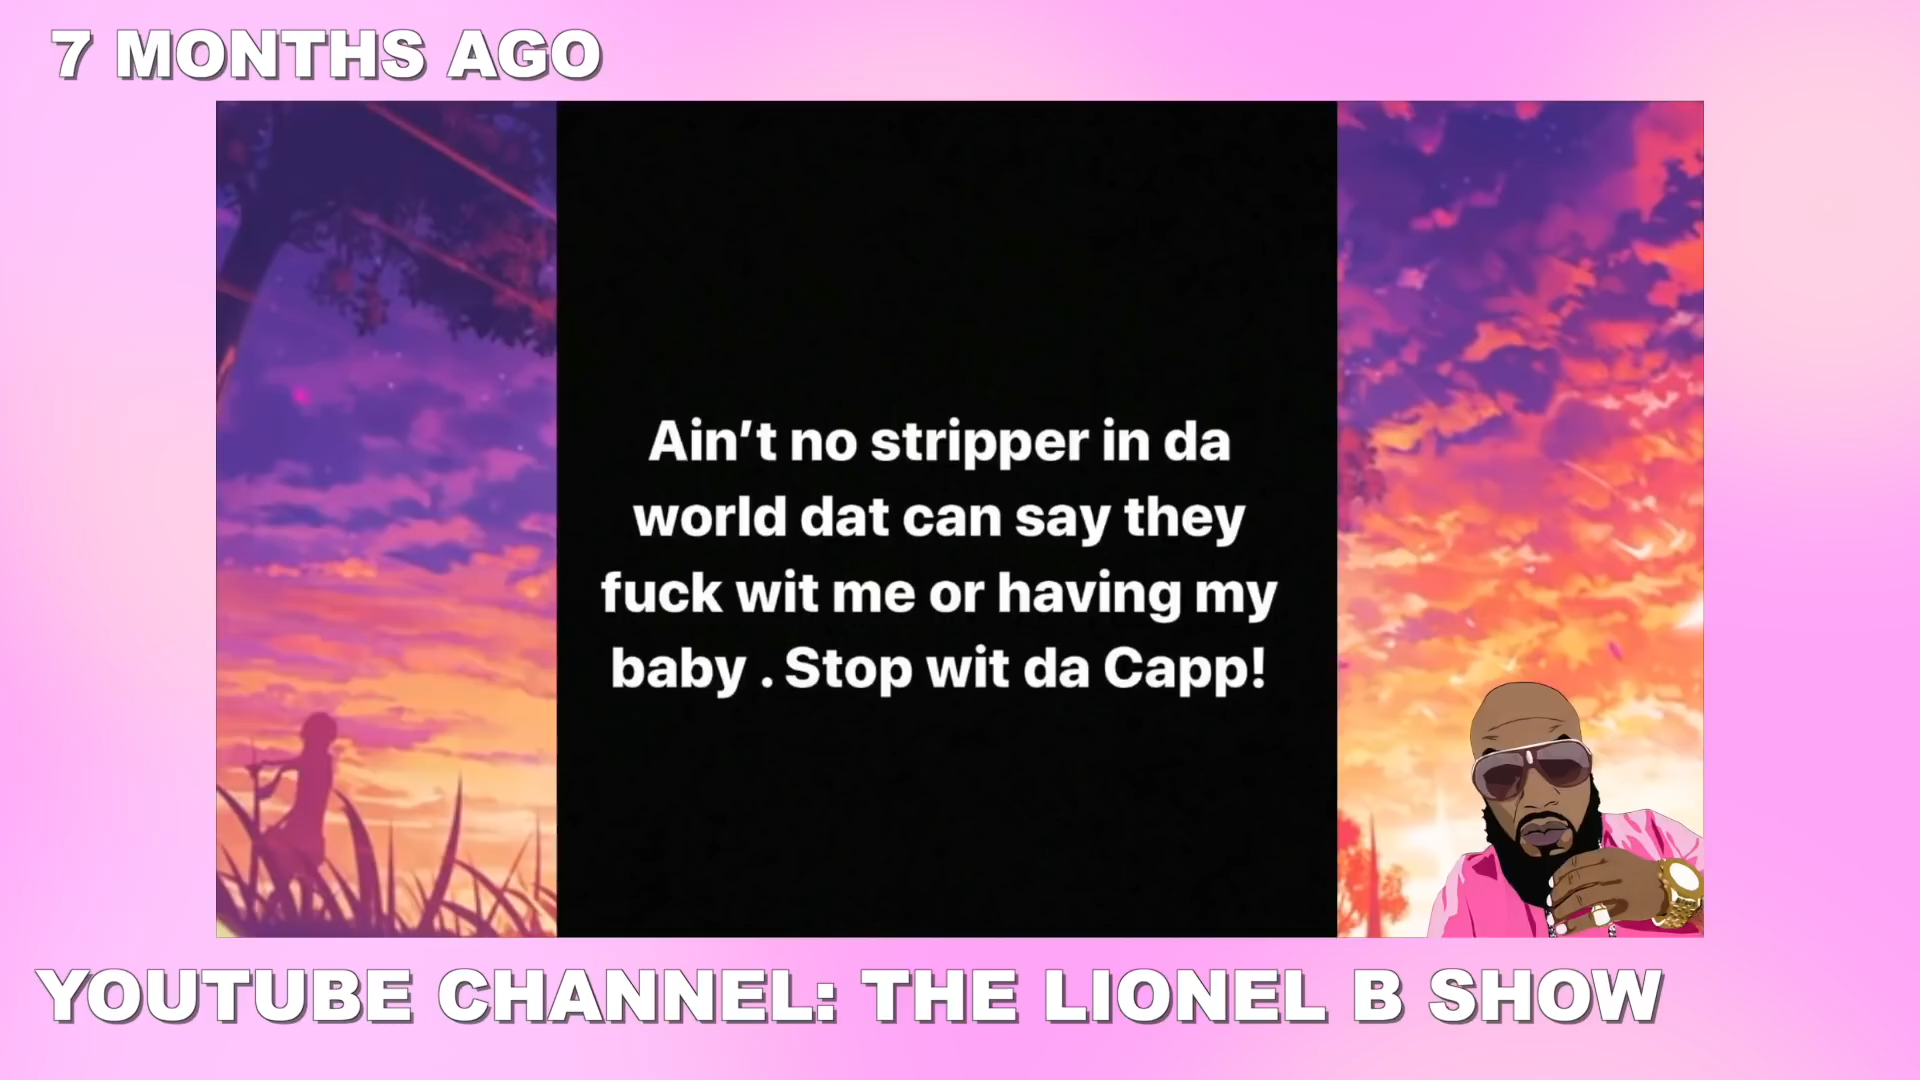 7 MONTHS AGO
Ain’t no stripper in da
world dat can say they
fuck wit me or having my
baby . Stop wit da Capp!
YOUTUBE CHANNEL: THE LIONEL B SHOW